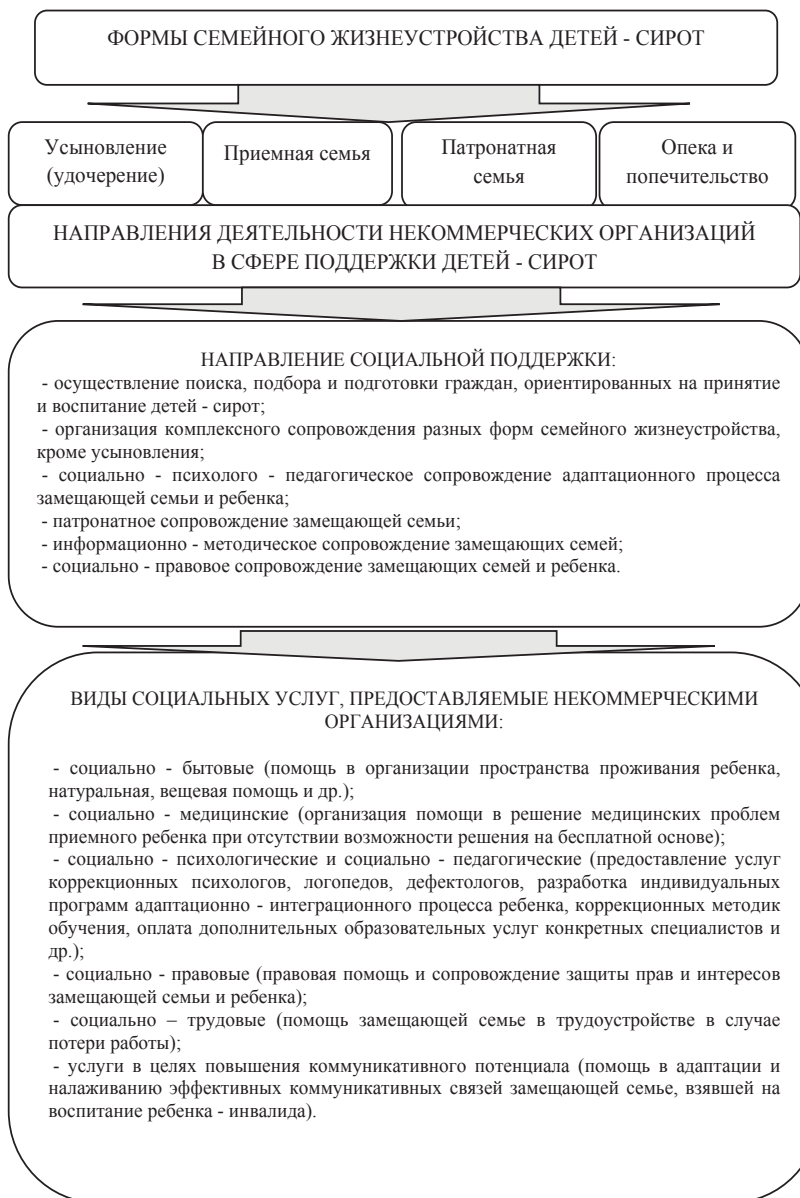 ФОРМЫ СЕМЕЙНОГО ЖИЗНЕУСТРОЙСТВА ДЕТЕЙ - СИРОТ
Усыновление
(удочерение)
Приемная семья
Патронатная
семья
Опека и
попечительство
НАПРАВЛЕНИЯ ДЕЯТЕЛЬНОСТИ НЕКОММЕРЧЕСКИХ ОРГАНИЗАЦИЙ
В СФЕРЕ ПОДДЕРЖКИ ДЕТЕЙ - СИРОТ
НАПРАВЛЕНИЕ СОЦИАЛЬНОЙ ПОДДЕРЖКИ:
- осуществление поиска, подбора и подготовки граждан, ориентированных на принятие
и воспитание детей - сирот;
- организация комплексного сопровождения разных форм семейного жизнеустройства,
кроме усыновления;
- социально - психолого - педагогическое сопровождение адаптационного процесса
замещающей семьи и ребенка;
- патронатное сопровождение замещающей семьи;
- информационно - методическое сопровождение замещающих семей;
- социально - правовое сопровождение замещающих семей и ребенка.
ВИДЫ СОЦИАЛЬНЫХ УСЛУГ, ПРЕДОСТАВЛЯЕМЫЕ НЕКОММЕРЧЕСКИМИ
ОРГАНИЗАЦИЯМИ:
- социально - бытовые (помощь в организации пространства проживания ребенка,
натуральная, вещевая помощь и др.);
- социально - медицинские (организация помощи в решение медицинских проблем
приемного ребенка при отсутствии возможности решения на бесплатной основе);
- социально - психологические и социально - педагогические (предоставление услуг
коррекционных психологов, логопедов, дефектологов, разработка индивидуальных
программ адаптационно - интеграционного процесса ребенка, коррекционных методик
обучения, оплата дополнительных образовательных услуг конкретных специалистов и
др.);
- социально - правовые (правовая помощь и сопровождение защиты прав и интересов
замещающей семьи и ребенка);
- социально – трудовые (помощь замещающей семье в трудоустройстве в случае
потери работы);
- услуги в целях повышения коммуникативного потенциала (помощь в адаптации и
налаживанию эффективных коммуникативных связей замещающей семье, взявшей на
воспитание ребенка - инвалида).